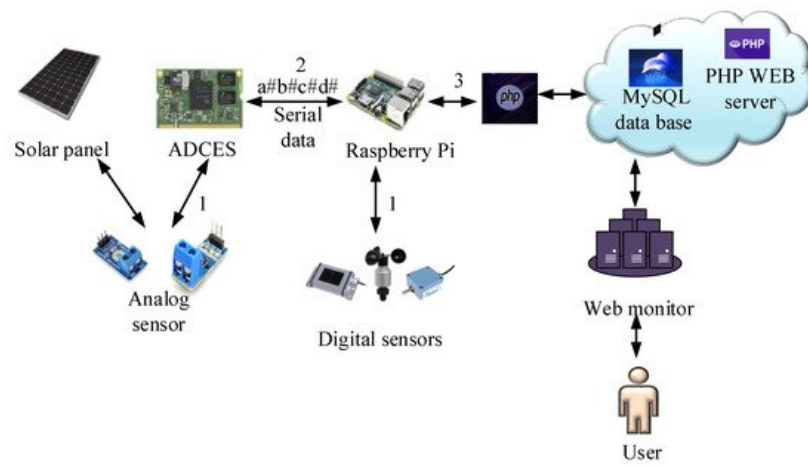 2
a#b#c#d#
Serial
data
3
php
PHP
MySQL
data base
PHP WEB
server
Solar panel
ADCES
Raspberry Pi
1
1
Analog
sensor
Digital sensors
Web monitor
User